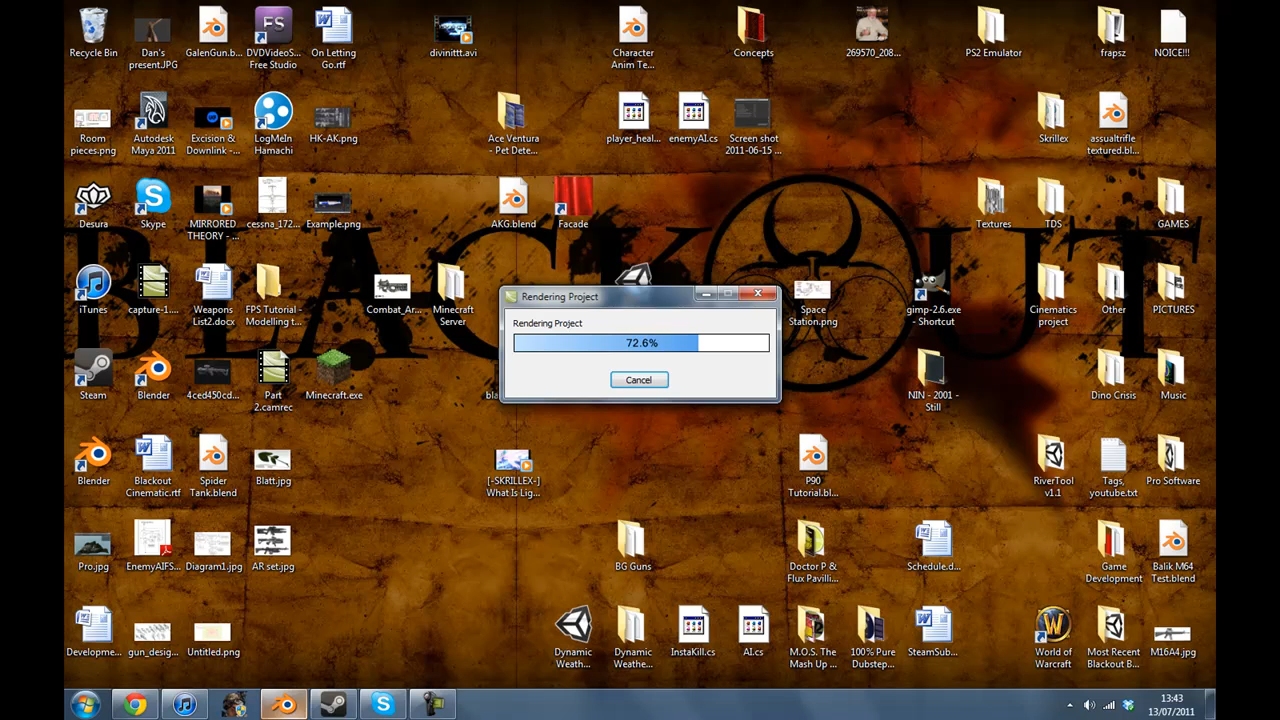 Recycle Bin
Dan's
present.JPG
GalenGun.b...
DVDVideoS...
Free Studio
On Letting
Go.rtf
divinittt.avi
Character
Anim Te...
Concepts
269570_208...
PS2 Emulator
frapsz
NOICE!!!
Room
pieces.png
Autodesk
Maya 2011
Excision &
Downlink -...
LogMeIn
Hamachi
HK-AK.png
Ace Ventura
- Pet Dete...
player_heal...
enemyAI.cs
Screen shot
2011-06-15 ...
Skrillex
assualtrifle
textured.bl...
Desura
Skype
MIRRORED
THEORY - ...
cessna_172...
Example.png
AKG.blend
Facade
Textures
TDS
GAMES
BLACKOUT
iTunes
capture-1....
Weapons
List2.docx
FPS Tutorial -
Modelling t...
Combat_Ar...
Minecraft
Server
Space
Station.png
gimp-2.6.exe
- Shortcut
Cinematics
project
Other
PICTURES
Rendering Project
Rendering Project
72.6%
Cancel
Steam
Blender
4ced450cd...
Part
2.camrec
Minecraft.exe
NIN - 2001 -
Still
Dino Crisis
Music
Blender
Blackout
Cinematic.rtf
Spider
Tank.blend
Blatt.jpg
[-SKRILLEX-]
What Is Lig...
P90
Tutorial.bl...
RiverTool
v1.1
Tags,
youtube.txt
Pro Software
Pro.jpg
EnemyAIFS...
Diagram1.jpg
AR set.jpg
BG Guns
Doctor P &
Flux Pavilli...
Schedule.d...
Game
Development
Balik M64
Test.blend
Developme...
gun_desig...
Untitled.png
Dynamic
Weath...
Dynamic
Weathe...
InstaKill.cs
AI.cs
M.O.S. The
Mash Up ...
100% Pure
Dubstep...
SteamSub...
World of
Warcraft
Most Recent
Blackout B...
M16A4.jpg
13:43
13/07/2011